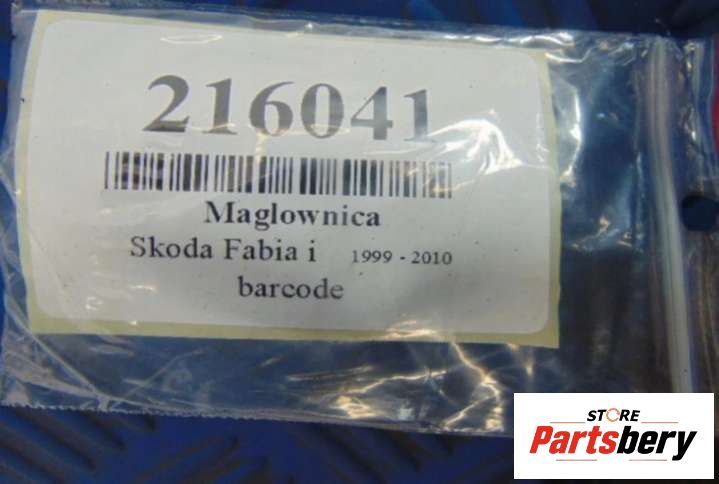 216041
Maglownica
Skoda Fabia i 1999 - 2010
barcode
STORE
Partsbery